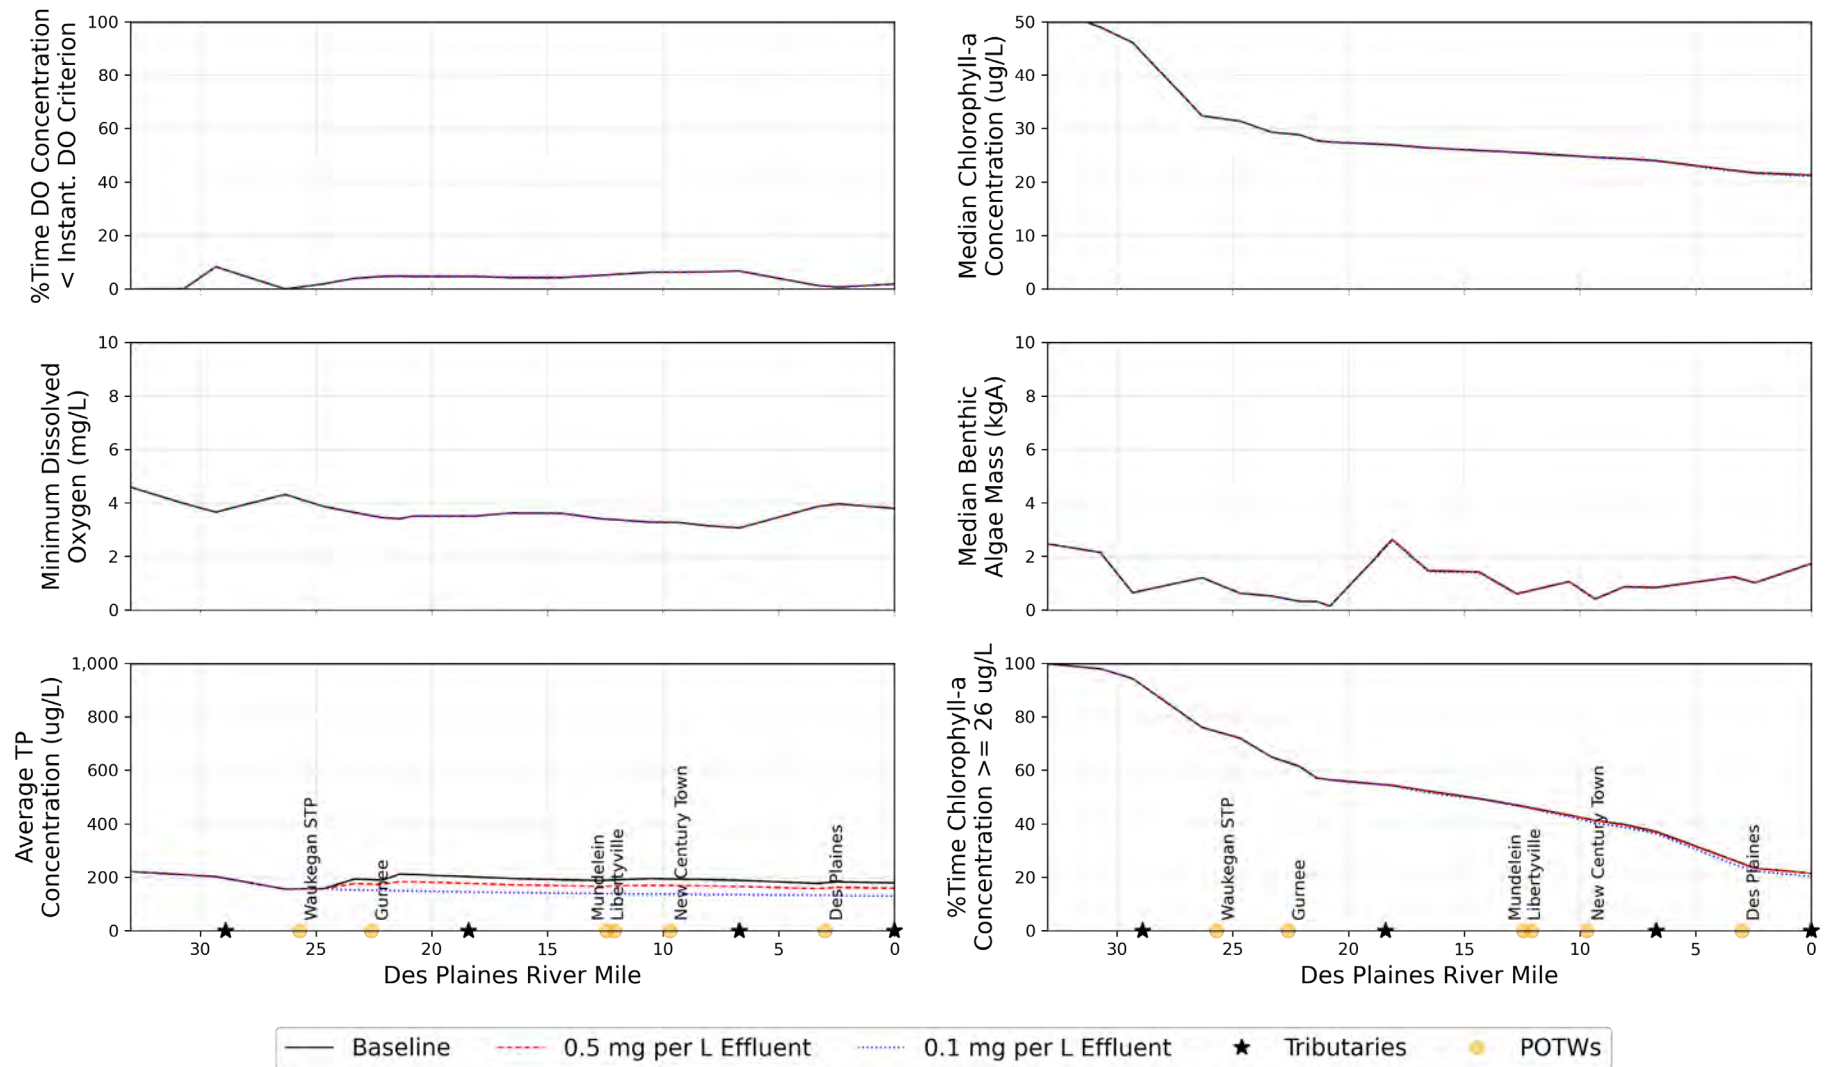 %Time DO Concentration
< Instant. DO Criterion
100
80
60
40
20
0
Median Chlorophyll-a
Concentration (ug/L)
50
40
30
20
10
0
Minimum Dissolved
Oxygen (mg/L)
10
8
6
4
2
0
Median Benthic
Algae Mass (kgA)
10
8
6
4
2
0
Average TP
Concentration (ug/L)
1,000
800
600
400
200
0
Waukegan STP
Gurnee
Mundelein
Libertyville
New Century Town
Des Plaines
30 25 20 15 10 5 0
Des Plaines River Mile
%Time Chlorophyll-a
Concentration >= 26 ug/L
100
80
60
40
20
0
Waukegan STP
Gurnee
Mundelein
Libertyville
New Century Town
Des Plaines
30 25 20 15 10 5 0
Des Plaines River Mile
Baseline 0.5 mg per L Effluent 0.1 mg per L Effluent Tributaries POTWs